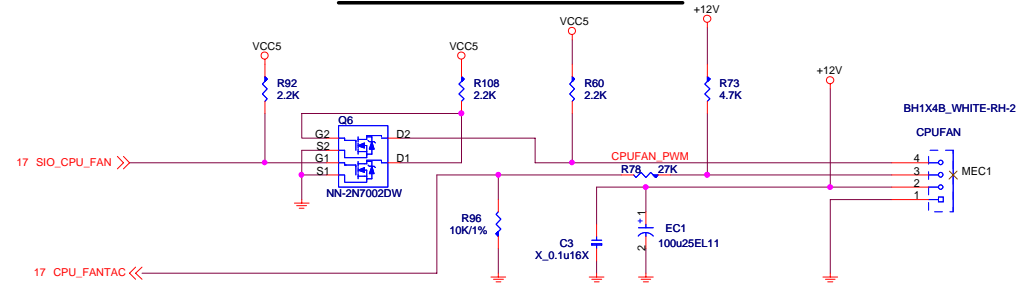 +12V
VCC5
VCC5
VCC5
+12V
R92
2.2K
R108
2.2K
R60
2.2K
R73
4.7K
BH1X4B_WHITE-RH-2
CPUFAN
Q6
G2
S2
G1
S1
D2
D1
NN-2N7002DW
17 SIO_CPU_FAN
CPUFAN_PWM
R78 27K
4
3
2
1
MEC1
R96
10K/1%
C3
X_0.1u16X
+
1
2
EC1
100u25EL11
17 CPU_FANTAC